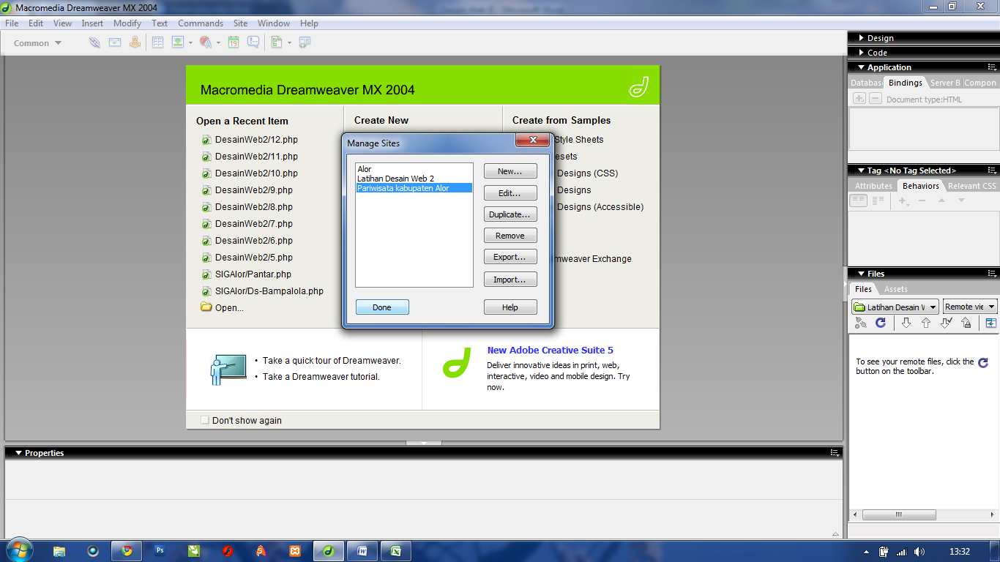 Macromedia Dreamweaver MX 2004
File Edit View Insert Modify Text Commands Site Window Help
Common
19
Macromedia Dreamweaver MX 2004
Open a Recent Item
DesainWeb2/12.php
DesainWeb2/11.php
DesainWeb2/10.php
DesainWeb2/9.php
DesainWeb2/8.php
DesainWeb2/7.php
DesainWeb2/6.php
DesainWeb2/5.php
SIGAlor/Pantar.php
SIGAlor/Ds-Bampalola.php
Open...
Create New
Create from Samples
Style Sheets
esets
Designs (CSS)
Designs
Designs (Accessible)
mweaver Exchange
Manage Sites
Alor
Latihan Desain Web 2
Pariwisata kabupaten Alor
New...
Edit...
Duplicate...
Remove
Export...
Import...
Done
Help
• Take a quick tour of Dreamweaver.
• Take a Dreamweaver tutorial.
New Adobe Creative Suite 5
Deliver innovative ideas in print, web,
interactive, video and mobile design. Try
now.
Don't show again
Properties
Design
Code
Application
Databas Bindings Server B Compon
Document type:HTML
Tag <No Tag Selected>
Attributes Behaviors Relevant CSS
Files
Files Assets
Latihan Desain W Remote vie
To see your remote files, click the
button on the toolbar.
Ps
13:32